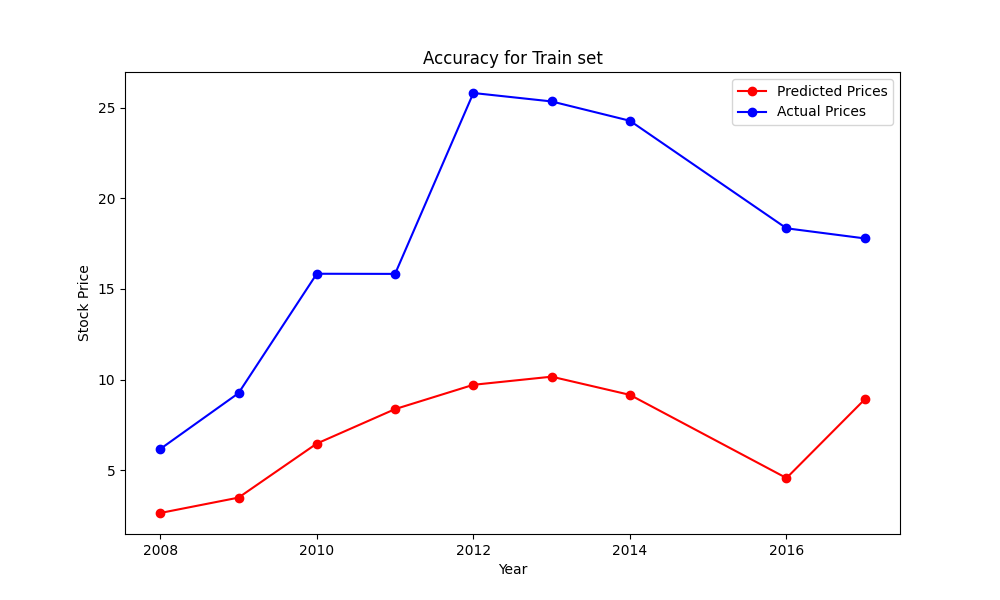 Accuracy for Train set
Predicted Prices
Actual Prices
25
20
15
10
5
Stock Price
2008 2010 2012 2014 2016
Year